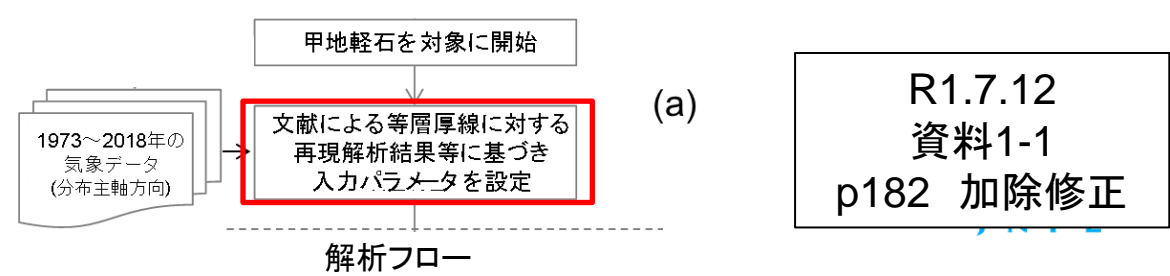 甲地軽石を対象に開始
文献による等層厚線に対する
再現解析結果等に基づき
入力パラメータを設定
1973～2018年の
気象データ
(分布主軸方向)
(a)
解析フロー
R1.7.12
資料1-1
p182 加除修正